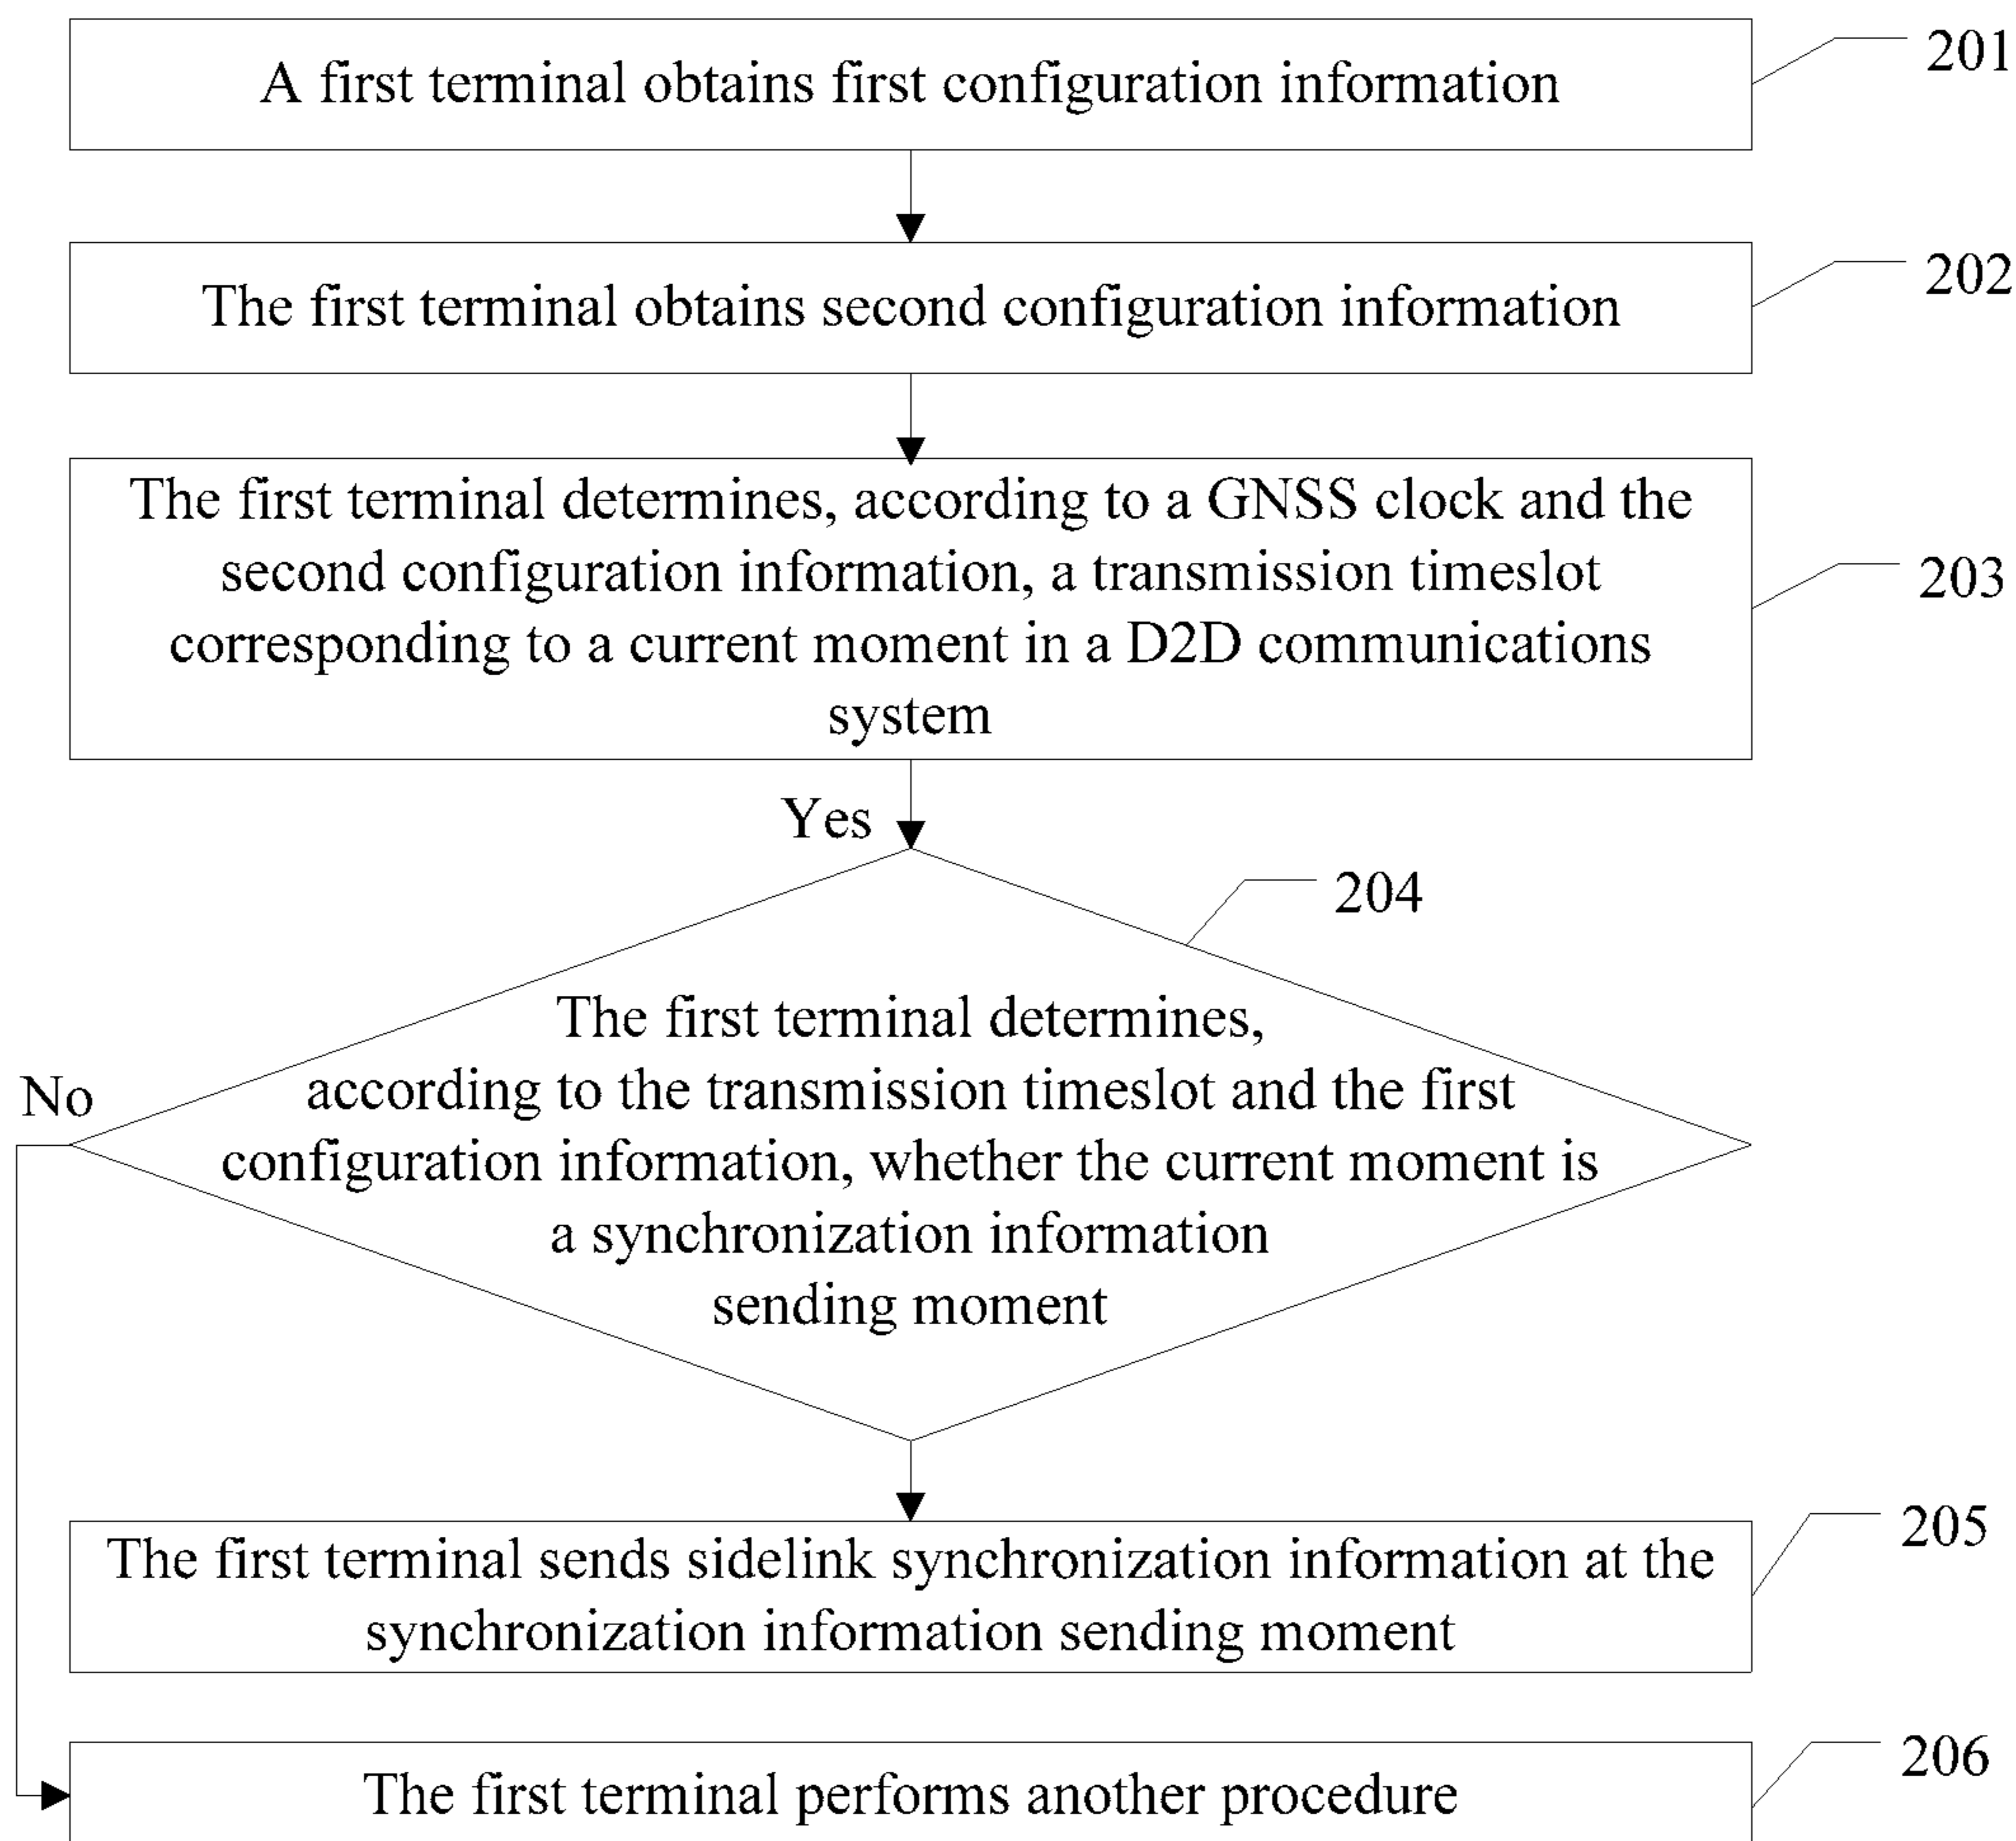 A first terminal obtains first configuration information
201
The first terminal obtains second configuration information
202
The first terminal determines, according to a GNSS clock and the
second configuration information, a transmission timeslot
corresponding to a current moment in a D2D communications
system
203
Yes
204
The first terminal determines,
according to the transmission timeslot and the first
configuration information, whether the current moment is
a synchronization information
sending moment
No
The first terminal sends sidelink synchronization information at the
synchronization information sending moment
205
The first terminal performs another procedure
206